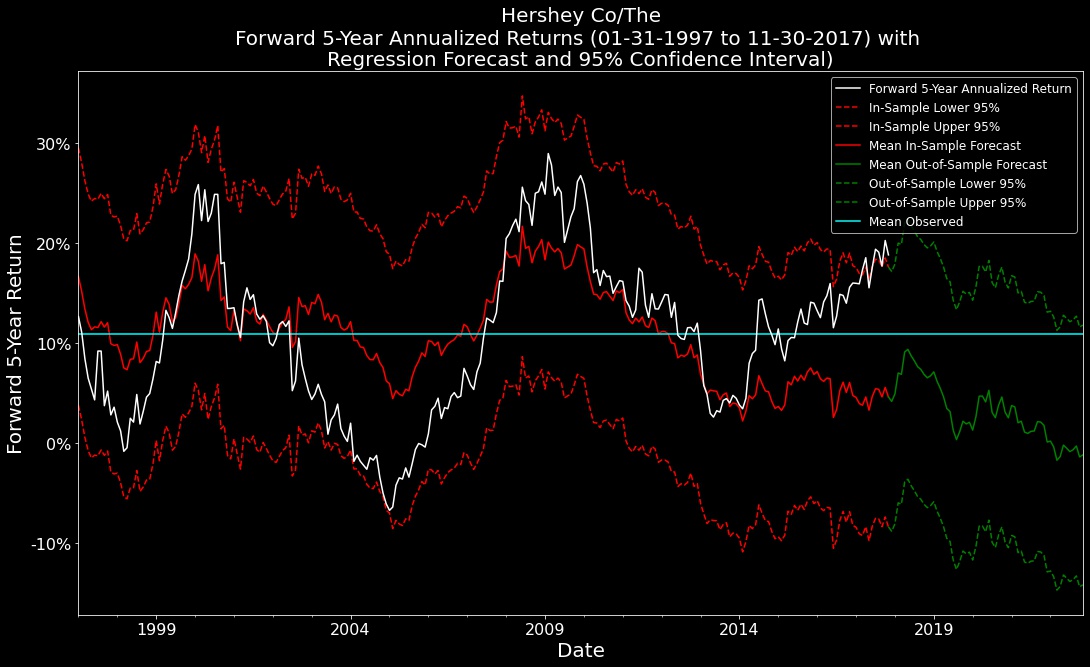 Hershey Co/The
Forward 5-Year Annualized Returns (01-31-1997 to 11-30-2017) with
Regression Forecast and 95% Confidence Interval)
Forward 5-Year Annualized Return
In-Sample Lower 95%
In-Sample Upper 95%
Mean In-Sample Forecast
Mean Out-of-Sample Forecast
Out-of-Sample Lower 95%
Out-of-Sample Upper 95%
Mean Observed
Forward 5-Year Return
30%
20%
10%
0%
-10%
1999
2004
2009
2014
2019
Date